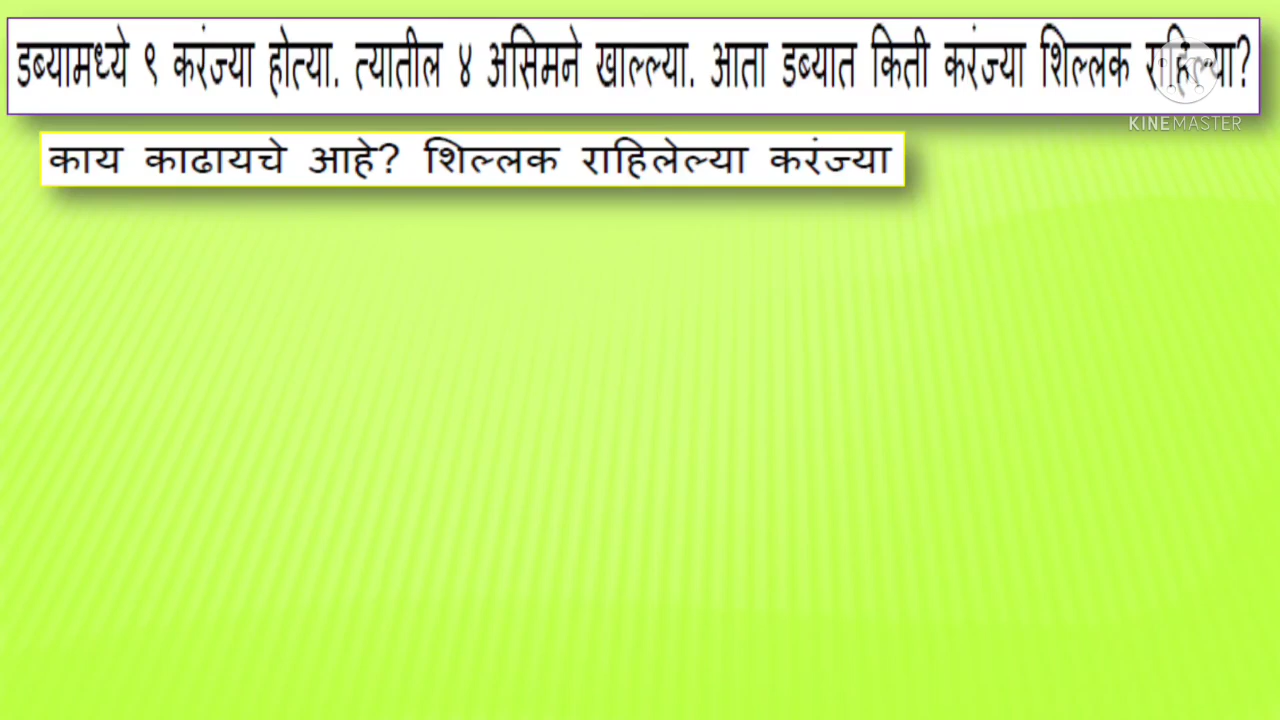 डब्यामध्ये ९ करंज्या होत्या. त्यातील ४ असिमने खाल्ल्या. आता डब्यात किती करंज्या शिल्लक राहिल्या?
KINEMASTER
काय काढायचे आहे? शिल्लक राहिलेल्या करंज्या